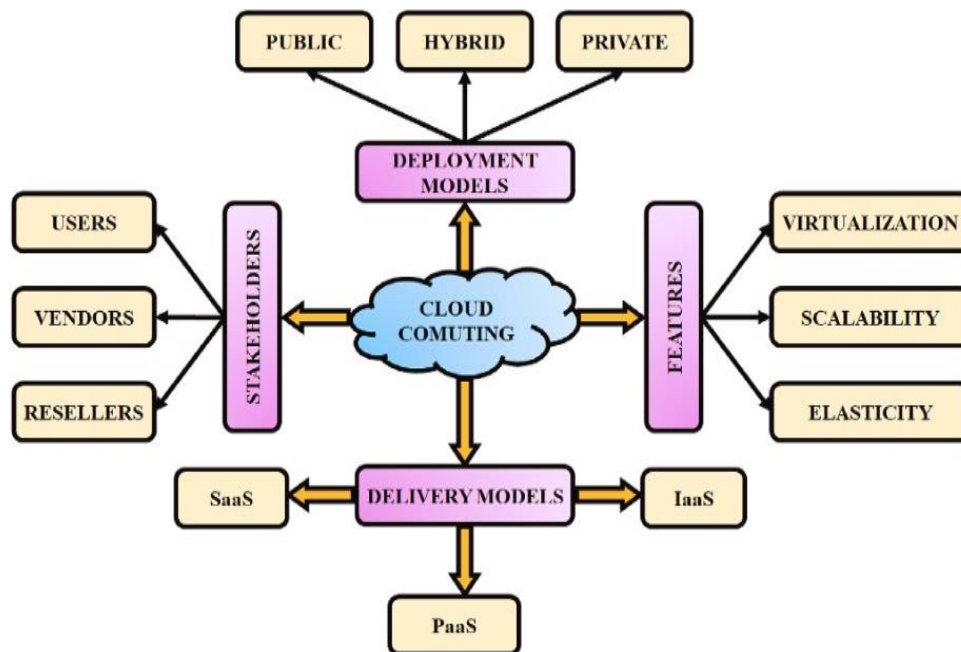 PUBLIC
HYBRID
PRIVATE
DEPLOYMENT
MODELS
USERS
VENDORS
RESELLERS
STAKEHOLDERS
CLOUD
COMUTING
FEATURES
VIRTUALIZATION
SCALABILITY
ELASTICITY
SaaS
DELIVERY MODELS
IaaS
PaaS